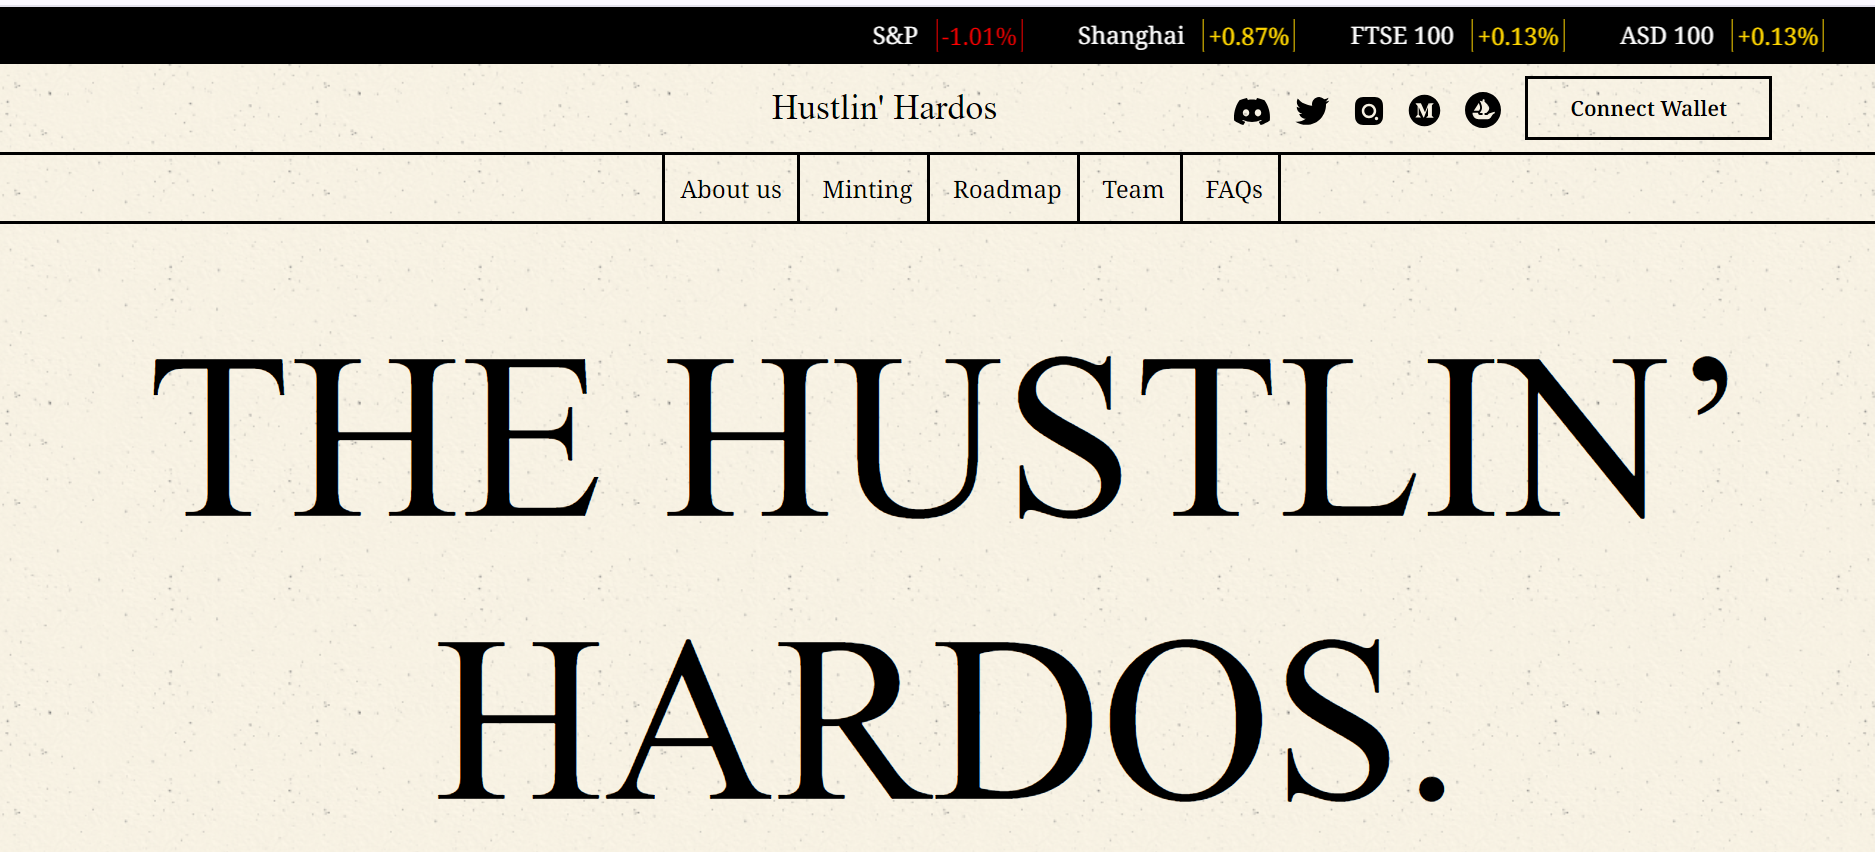 S&P -1.01% Shanghai +0.87% FTSE 100 +0.13% ASD 100 +0.13%
Hustlin' Hardos M Connect Wallet
About us Minting Roadmap Team FAQs
THE HUSTLIN’
HARDOS.